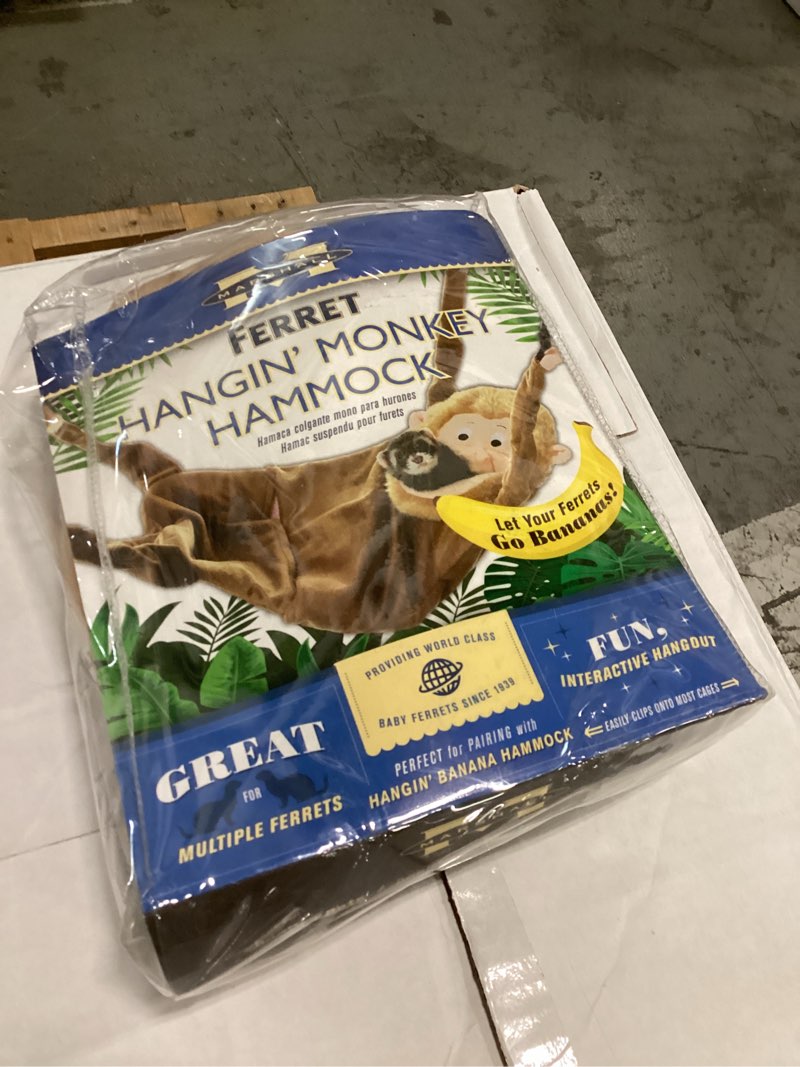 MARSHALL
FERRET
HANGIN' MONKEY
HAMMOCK
Hamaca colgante mono para hurones
Hamac suspendu pour furets
Let Your Ferrets
Go Bananas!
PROVIDING WORLD CLASS
BABY FERRETS SINCE 1939
GREAT
FOR
MULTIPLE FERRETS
PERFECT for PAIRING with
HANGIN' BANANA HAMMOCK
FUN,
INTERACTIVE HANGOUT
EASILY CLIPS ONTO MOST CAGES